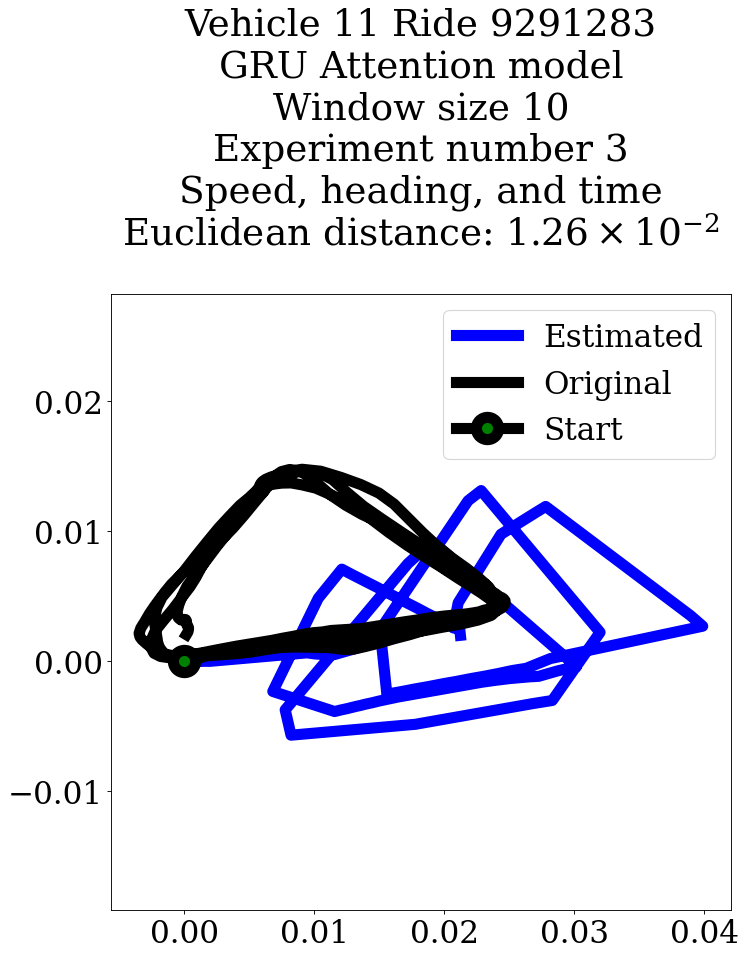 Vehicle 11 Ride 9291283
GRU Attention model
Window size 10
Experiment number 3
Speed, heading, and time
Euclidean distance: 1.26 × 10⁻²
Estimated
Original
Start
0.02
0.01
0.00
−0.01
0.00 0.01 0.02 0.03 0.04